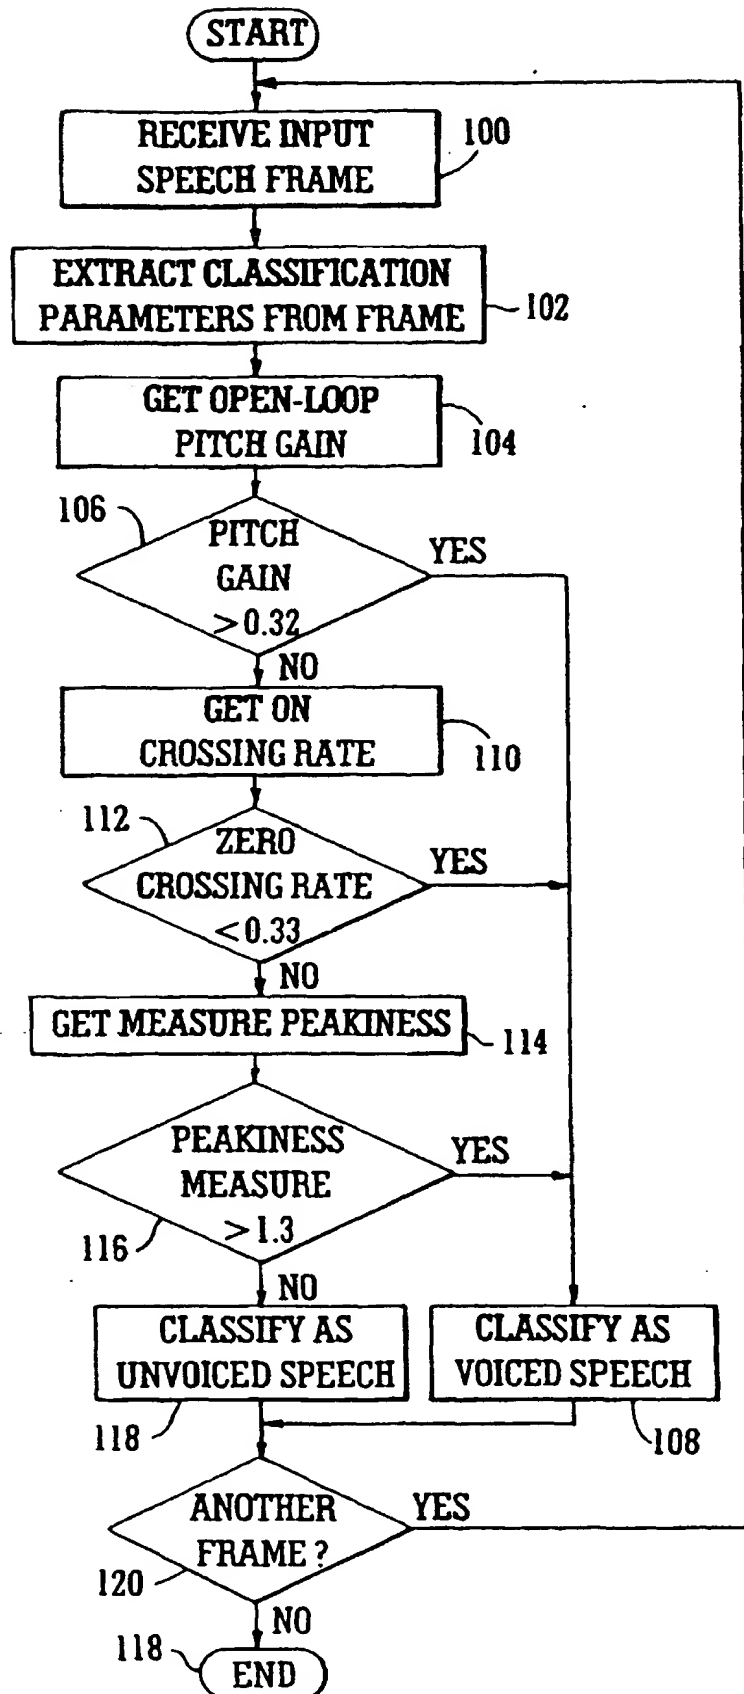 START
RECEIVE INPUT
SPEECH FRAME
100
EXTRACT CLASSIFICATION
PARAMETERS FROM FRAME
102
GET OPEN-LOOP
PITCH GAIN
104
106
PITCH
GAIN
>0.32
YES
NO
GET ON
CROSSING RATE
110
112
ZERO
CROSSING RATE
<0.33
YES
NO
GET MEASURE PEAKINESS
114
PEAKINESS
MEASURE
>1.3
YES
116
NO
CLASSIFY AS
UNVOICED SPEECH
118
CLASSIFY AS
VOICED SPEECH
108
ANOTHER
FRAME?
YES
120
NO
118
END